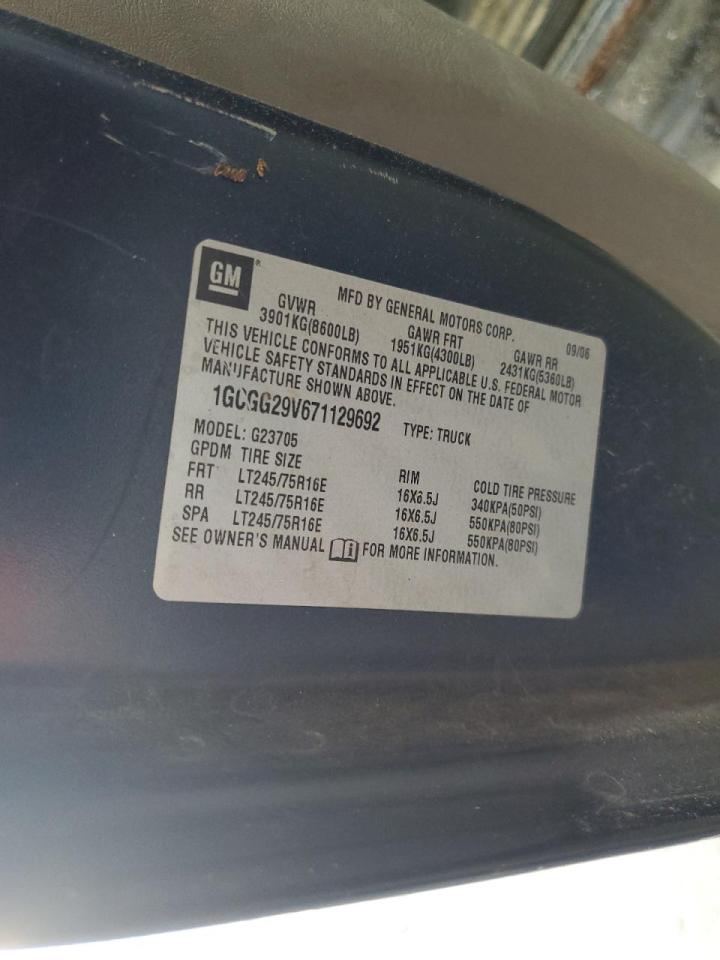 GM ®
MFD BY GENERAL MOTORS CORP. 09/06
GVWR GAWR FRT GAWR RR
3901KG(8600LB) 1951KG(4300LB) 2431KG(5360LB)
THIS VEHICLE CONFORMS TO ALL APPLICABLE U.S. FEDERAL MOTOR
VEHICLE SAFETY STANDARDS IN EFFECT ON THE DATE OF
MANUFACTURE SHOWN ABOVE.
1GCGG29V671129692 TYPE: TRUCK
MODEL: G23705
GPDM TIRE SIZE RIM COLD TIRE PRESSURE
FRT LT245/75R16E 16X6.5J 340KPA(50PSI)
RR LT245/75R16E 16X6.5J 550KPA(80PSI)
SPA LT245/75R16E 16X6.5J 550KPA(80PSI)
SEE OWNER'S MANUAL i FOR MORE INFORMATION.